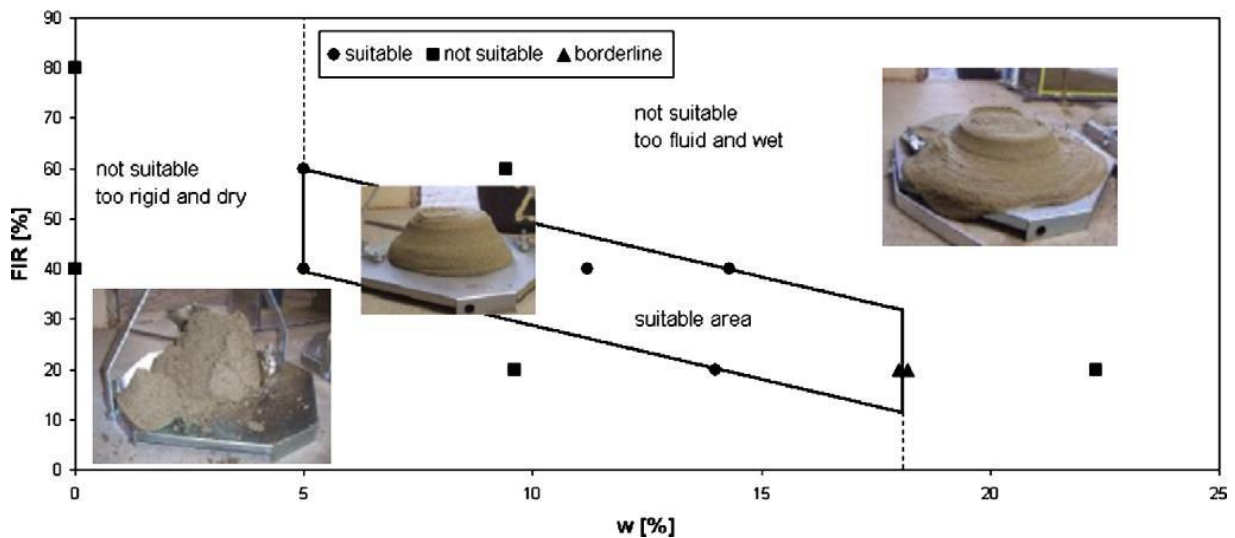 90
80
70
60
50
40
30
20
10
0
FIR [%]
suitable not suitable borderline
not suitable
too fluid and wet
not suitable
too rigid and dry
suitable area
0 5 10 15 20 25
w [%]